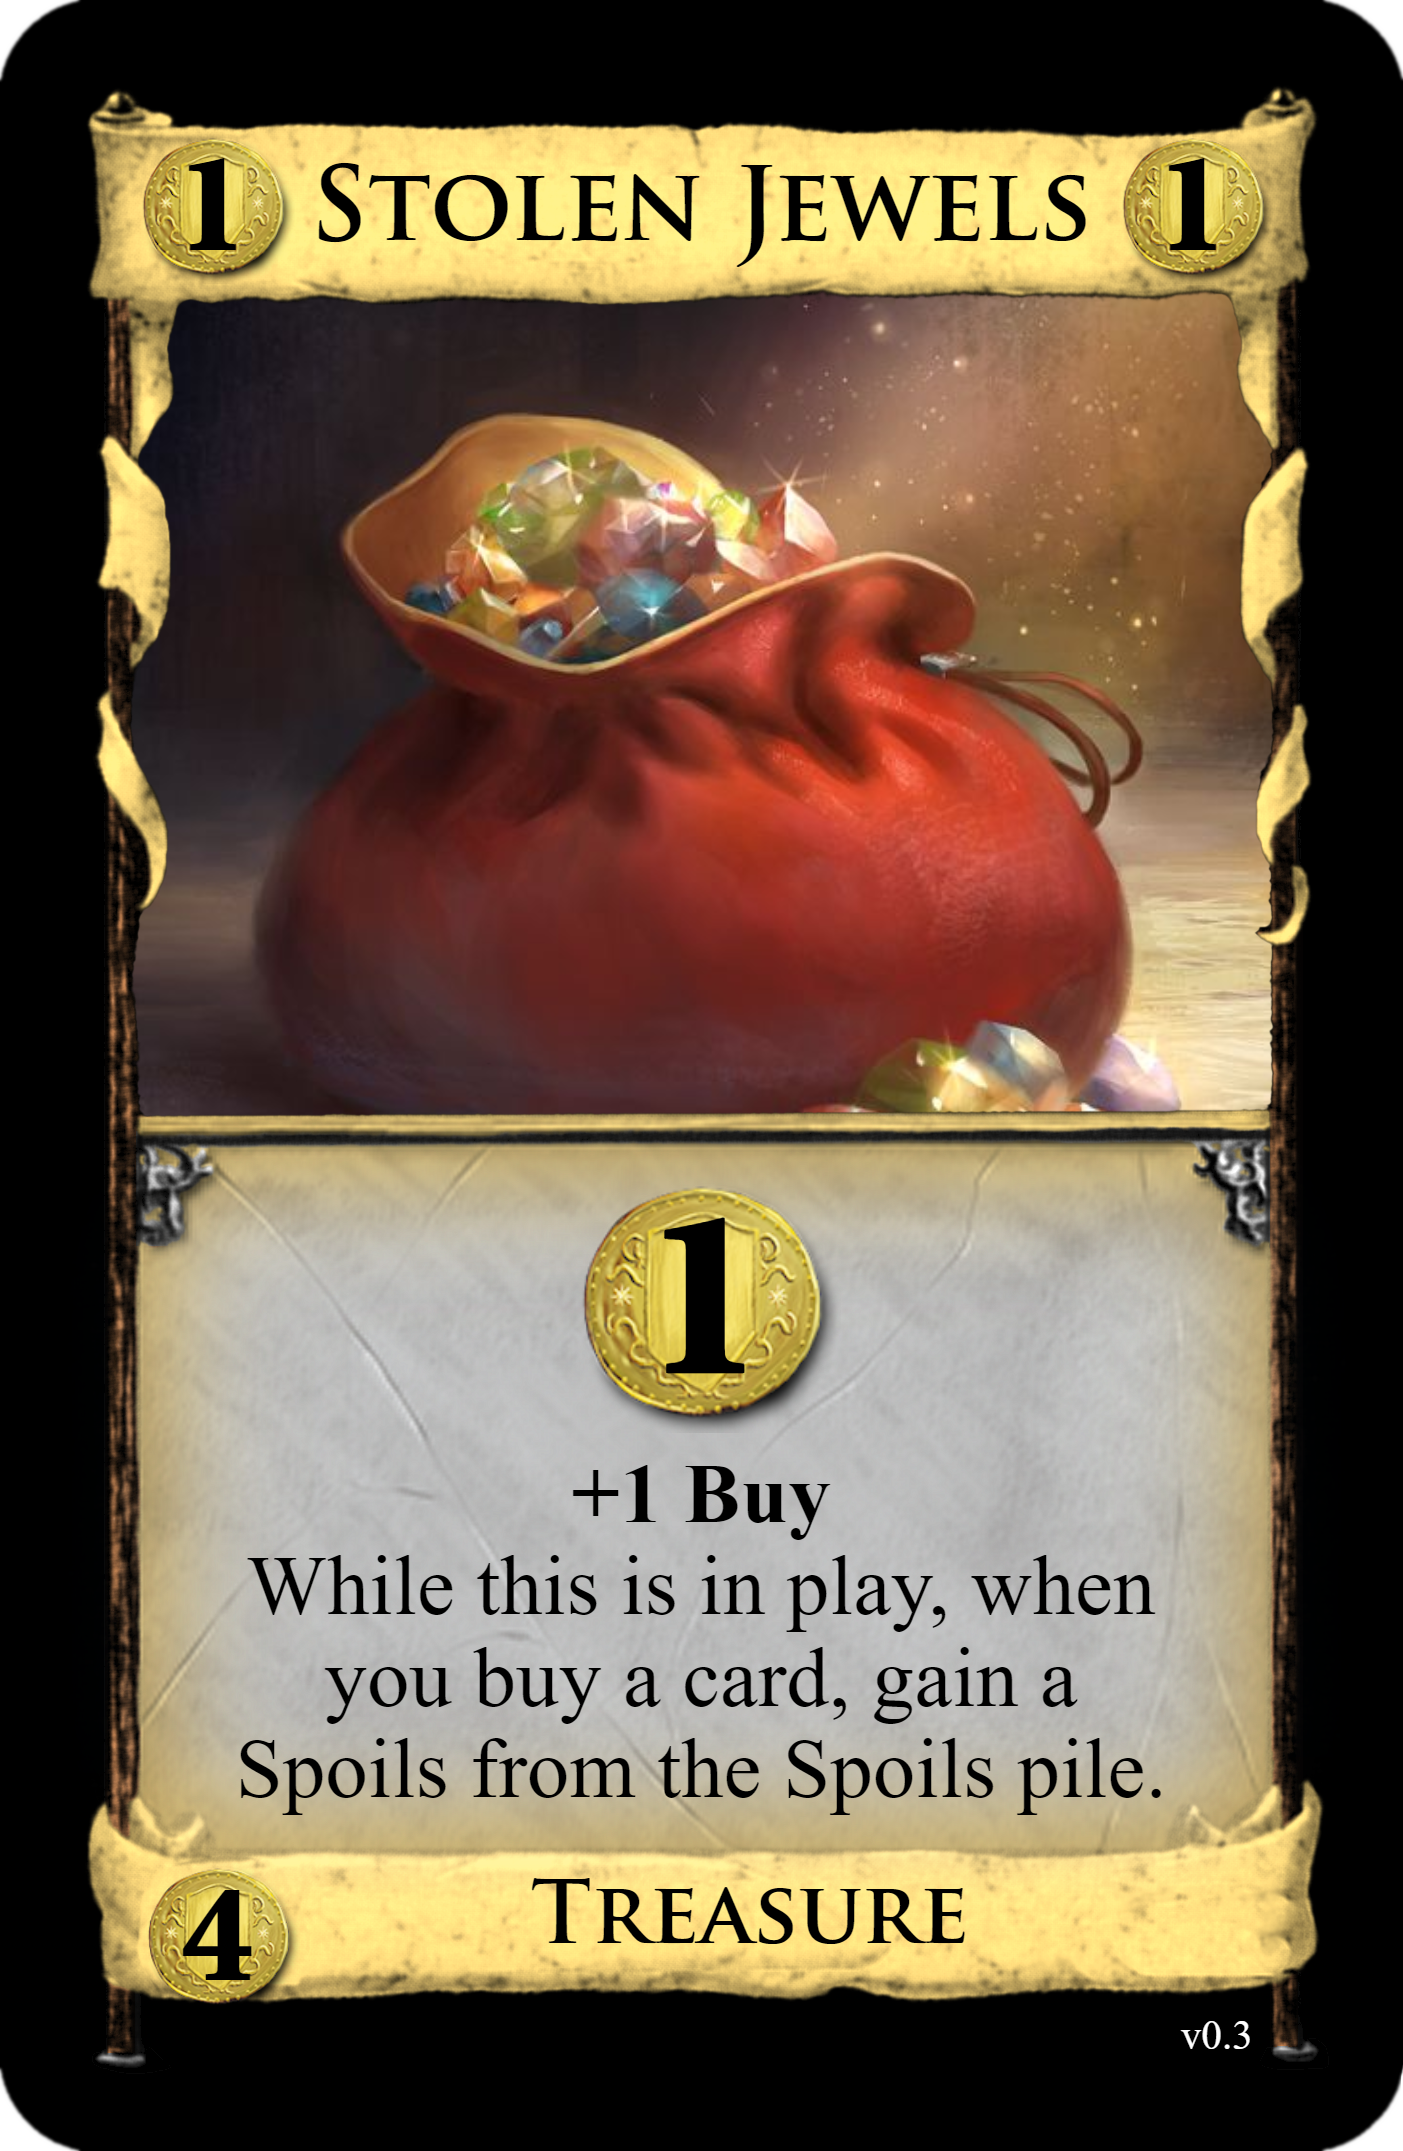 1 STOLEN JEWELS 1
1
+1 Buy
While this is in play, when
you buy a card, gain a
Spoils from the Spoils pile.
4 TREASURE
v0.3